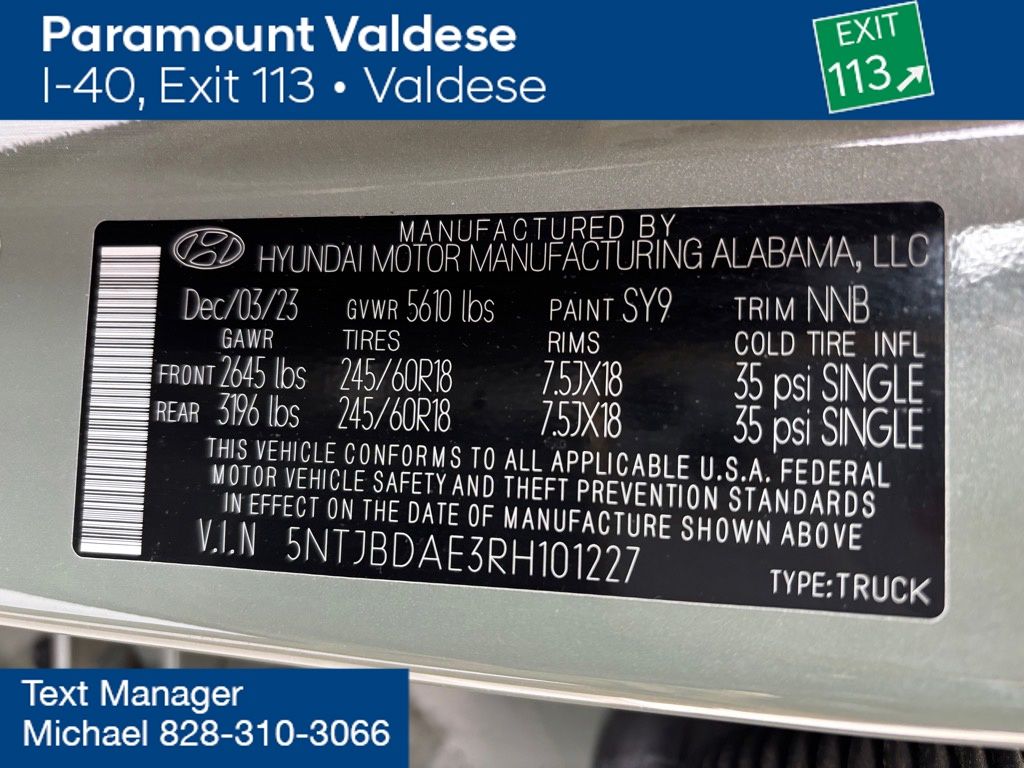 Paramount Valdese
I-40, Exit 113 • Valdese
EXIT
113
MANUFACTURED BY
HYUNDAI MOTOR MANUFACTURING ALABAMA, LLC
Dec/03/23 GVWR 5610 lbs PAINT SY9 TRIM NNB
GAWR TIRES RIMS COLD TIRE INFL
FRONT 2645 lbs 245/60R18 7.5JX18 35 psi SINGLE
REAR 3196 lbs 245/60R18 7.5JX18 35 psi SINGLE
THIS VEHICLE CONFORMS TO ALL APPLICABLE U.S.A. FEDERAL
MOTOR VEHICLE SAFETY AND THEFT PREVENTION STANDARDS
IN EFFECT ON THE DATE OF MANUFACTURE SHOWN ABOVE
V.I.N 5NTJBDAE3RH101227
TYPE:TRUCK
Text Manager
Michael 828-310-3066